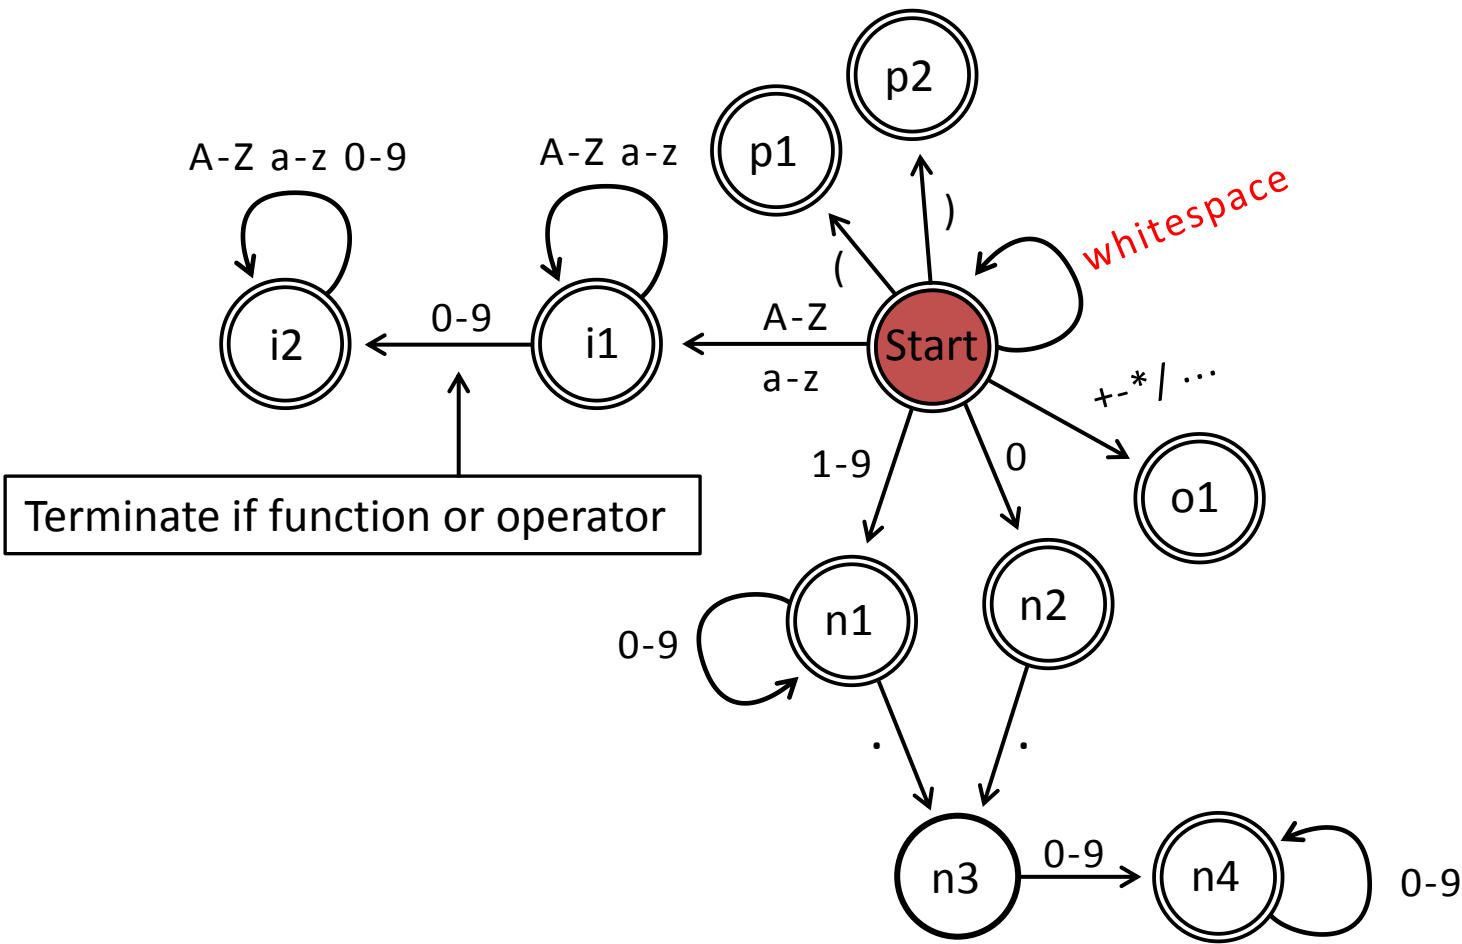 p2
p1
A-Z a-z 0-9
A-Z a-z
whitespace
)
(
A-Z
0-9
i2
i1
Start
a-z
+-*/ ...
1-9
0
o1
Terminate if function or operator
n1
n2
0-9
.
.
n3
0-9
n4
0-9